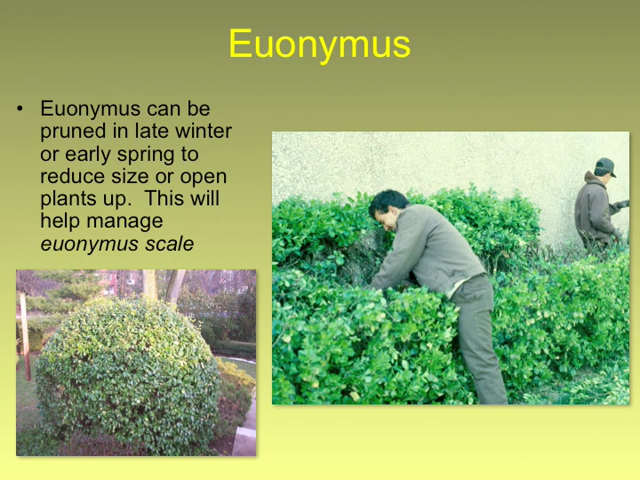 Euonymus
• Euonymus can be
pruned in late winter
or early spring to
reduce size or open
plants up.  This will
help manage
euonymus scale